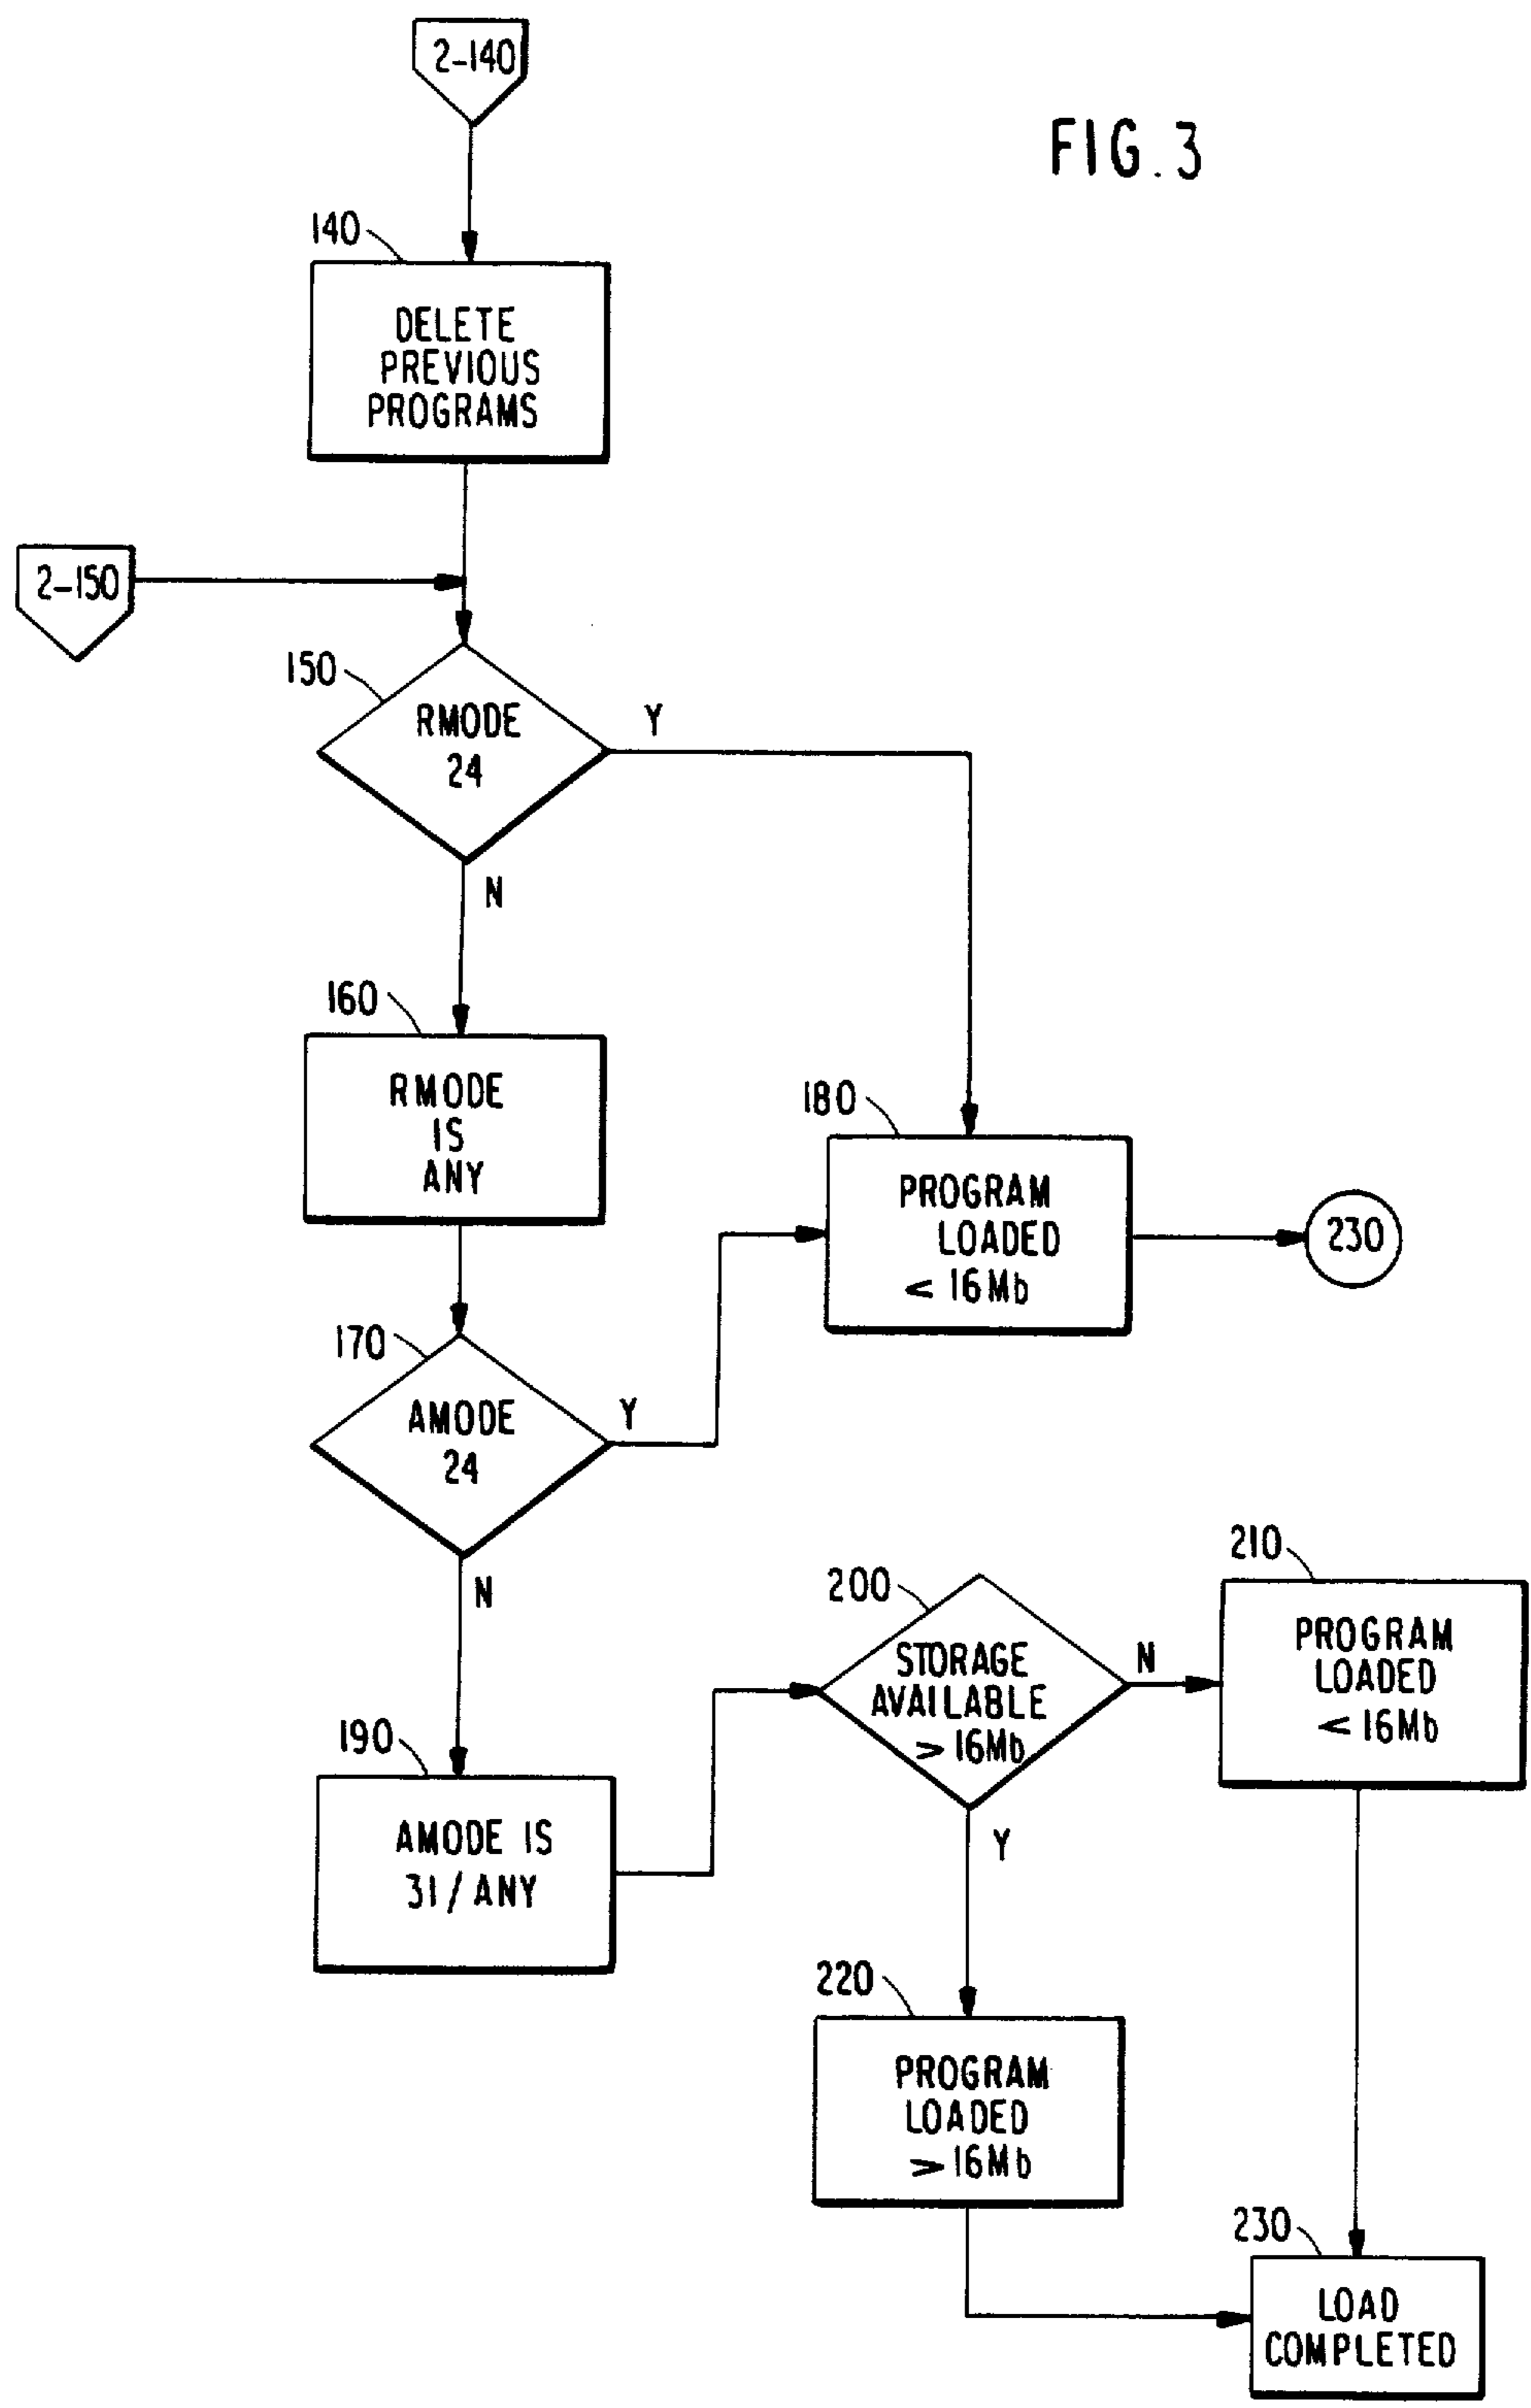 2-140
FIG. 3
140
DELETE
PREVIOUS
PROGRAMS
2-150
150
RMODE
24
Y
N
160
RMODE
IS
ANY
180
PROGRAM
LOADED
< 16Mb
230
170
AMODE
24
Y
N
190
AMODE IS
31/ANY
200
STORAGE
AVAILABLE
> 16Mb
N
Y
210
PROGRAM
LOADED
< 16Mb
220
PROGRAM
LOADED
> 16Mb
230
LOAD
COMPLETED